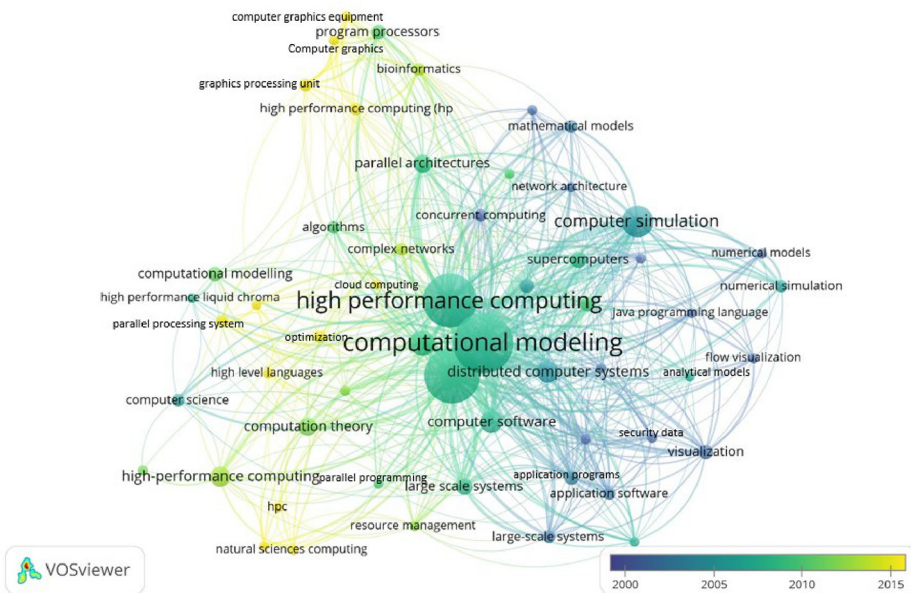 computer graphics equipment
program processors
Computer graphics
bioinformatics
graphics processing unit
high performance computing (hp
mathematical models
parallel architectures
network architecture
concurrent computing
computer simulation
algorithms
complex networks
numerical models
supercomputers
computational modelling
cloud computing
numerical simulation
high performance liquid chroma
high performance computing
java programming language
parallel processing system
optimization
computational modeling
flow visualization
high level languages
distributed computer systems
analytical models
computer science
computation theory
computer software
security data
visualization
high-performance computing
parallel programming
large scale systems
application programs
application software
hpc
resource management
large-scale systems
natural sciences computing
VOSviewer
2000 2005 2010 2015